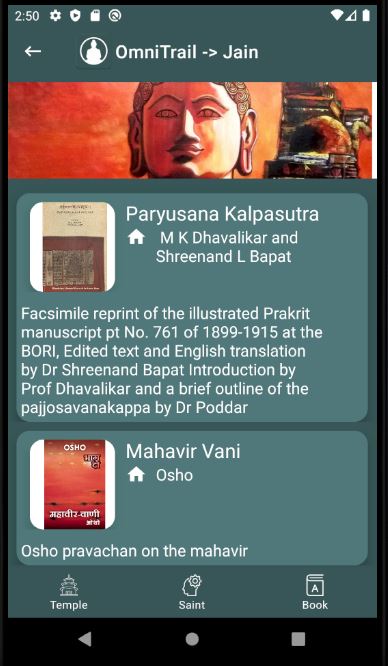 2:50
OmniTrail -> Jain
Paryusana Kalpasutra
M K Dhavalikar and
Shreenand L Bapat
Facsimile reprint of the illustrated Prakrit
manuscript pt No. 761 of 1899-1915 at the
BORI, Edited text and English translation
by Dr Shreenand Bapat Introduction by
Prof Dhavalikar and a brief outline of the
pajjosavanakappa by Dr Poddar
OSHO
भाग दो
महावीर-वाणी
ओशो
Mahavir Vani
Osho
Osho pravachan on the mahavir
Temple
Saint
A
Book